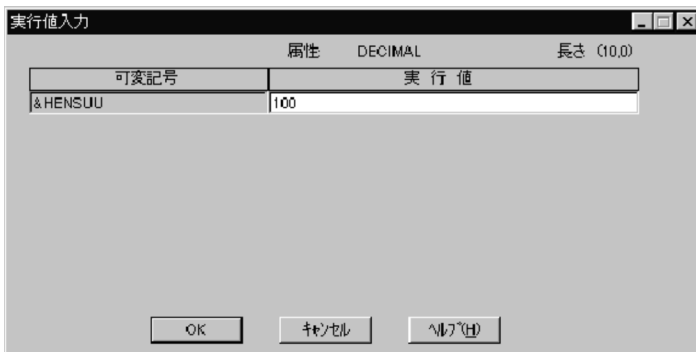 実行値入力
属性 DECIMAL 長さ (10,0)
可変記号 実 行 値
&HENSUU 100
OK ｷｬﾝｾﾙ ﾍﾙﾌﾟ(H)